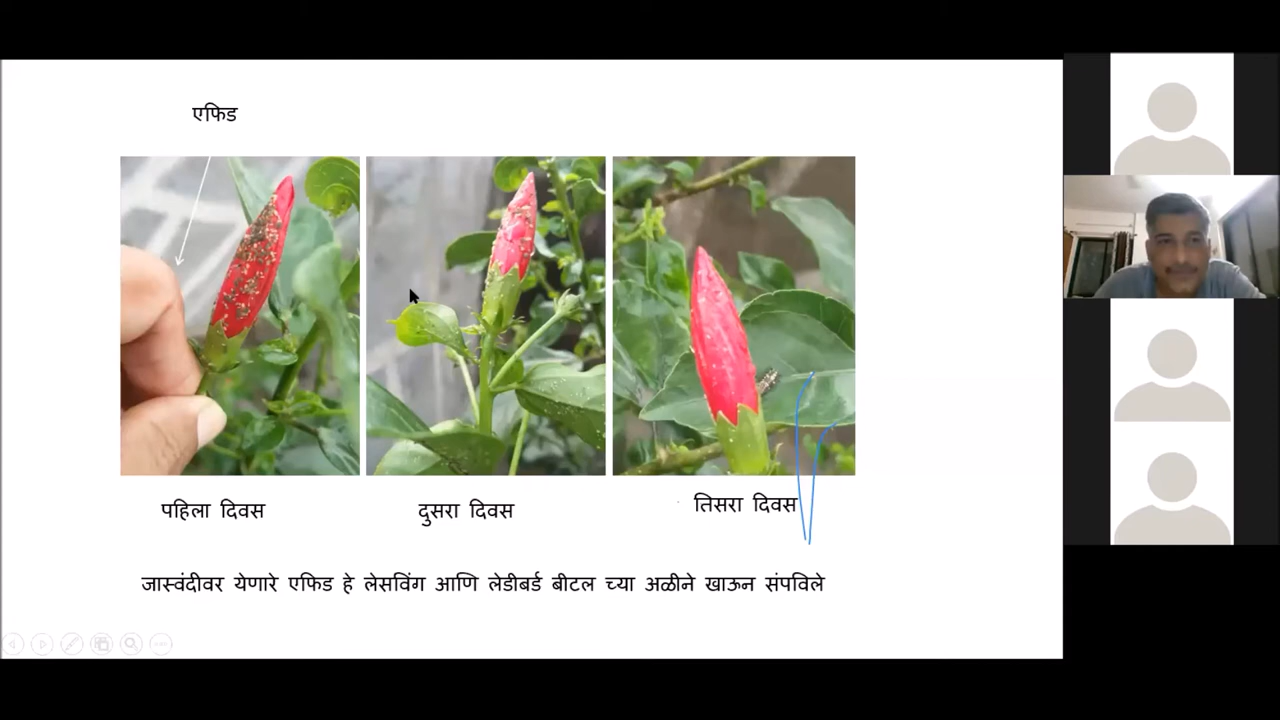 एफिड
पहिला दिवस
दुसरा दिवस
तिसरा दिवस
जास्वंदीवर येणारे एफिड हे लेसविंग आणि लेडीबर्ड बीटल च्या अळीने खाऊन संपविले